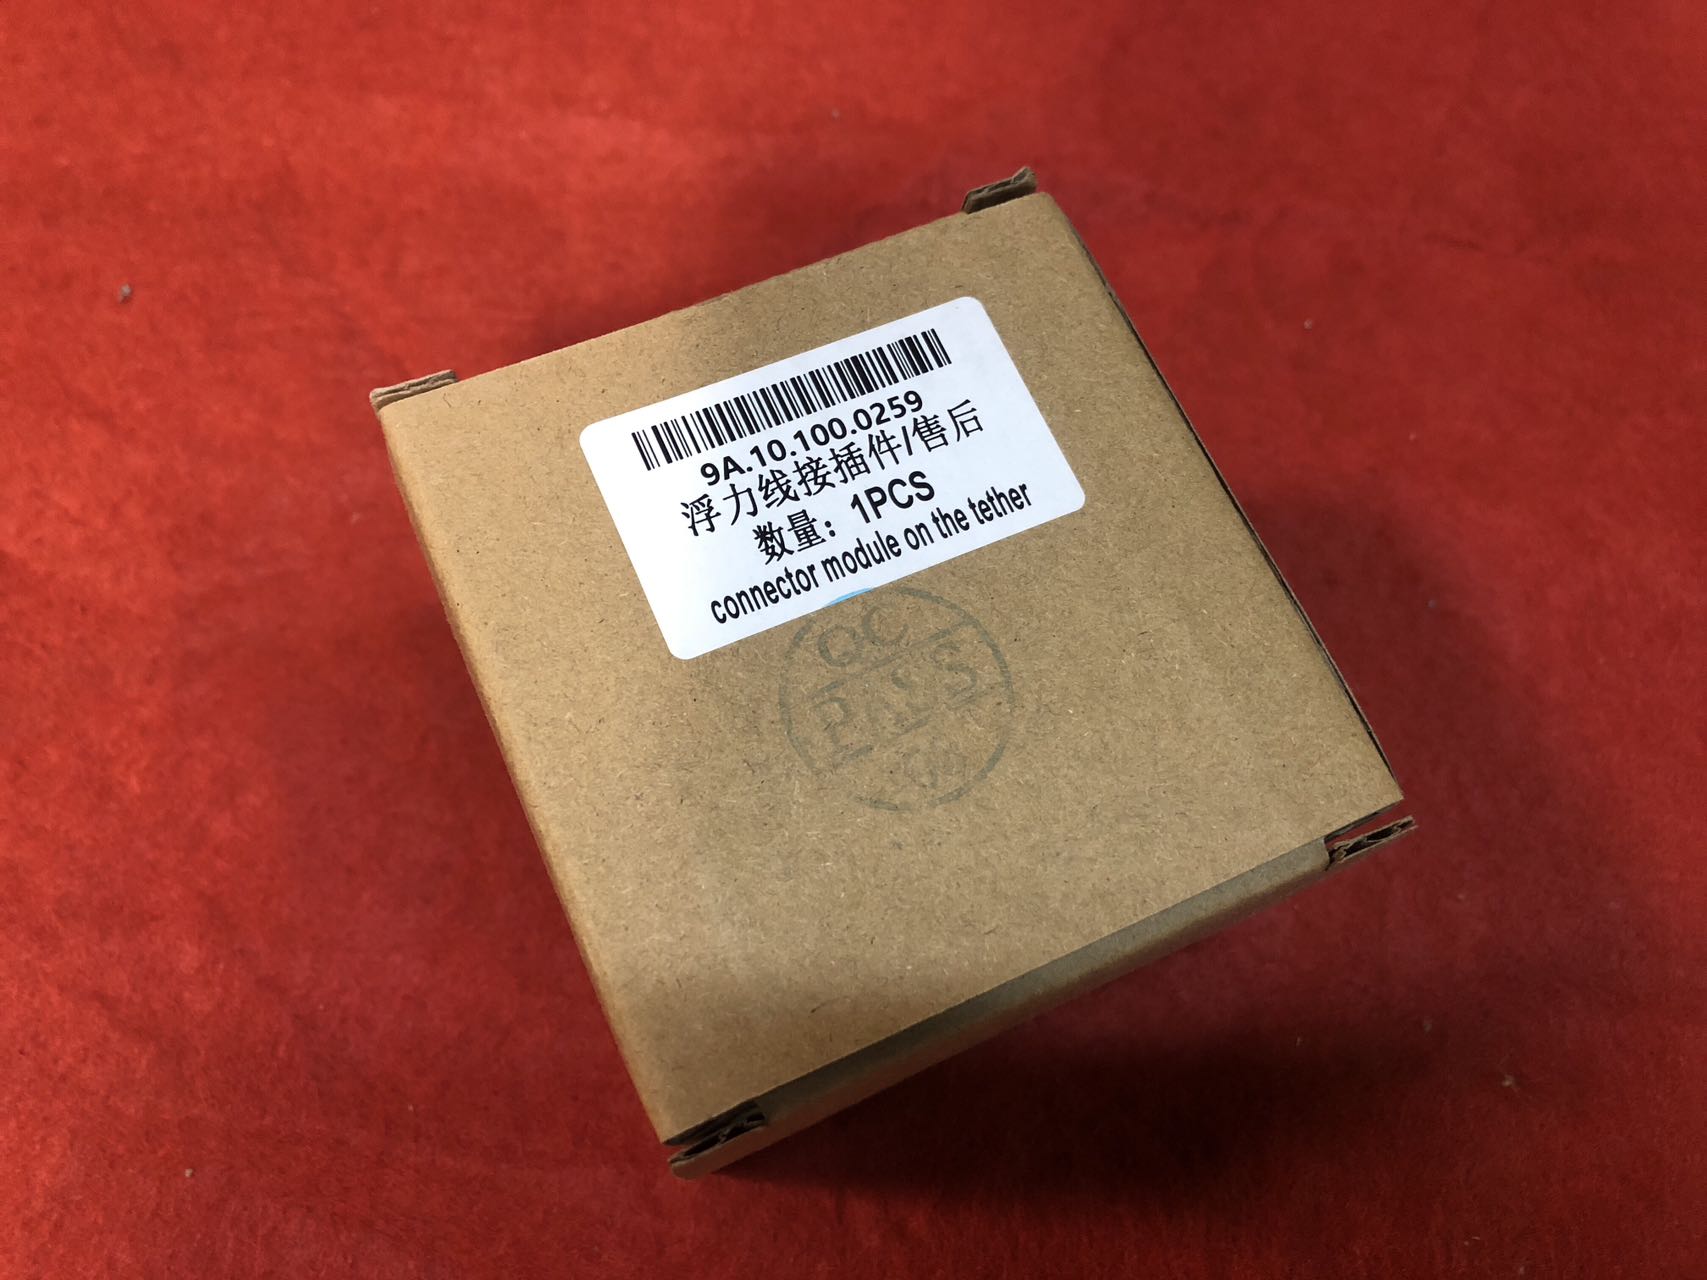 9A.10.100.0259
浮力线接插件/售后
数量：1PCS
connector module on the tether
QC
PASS